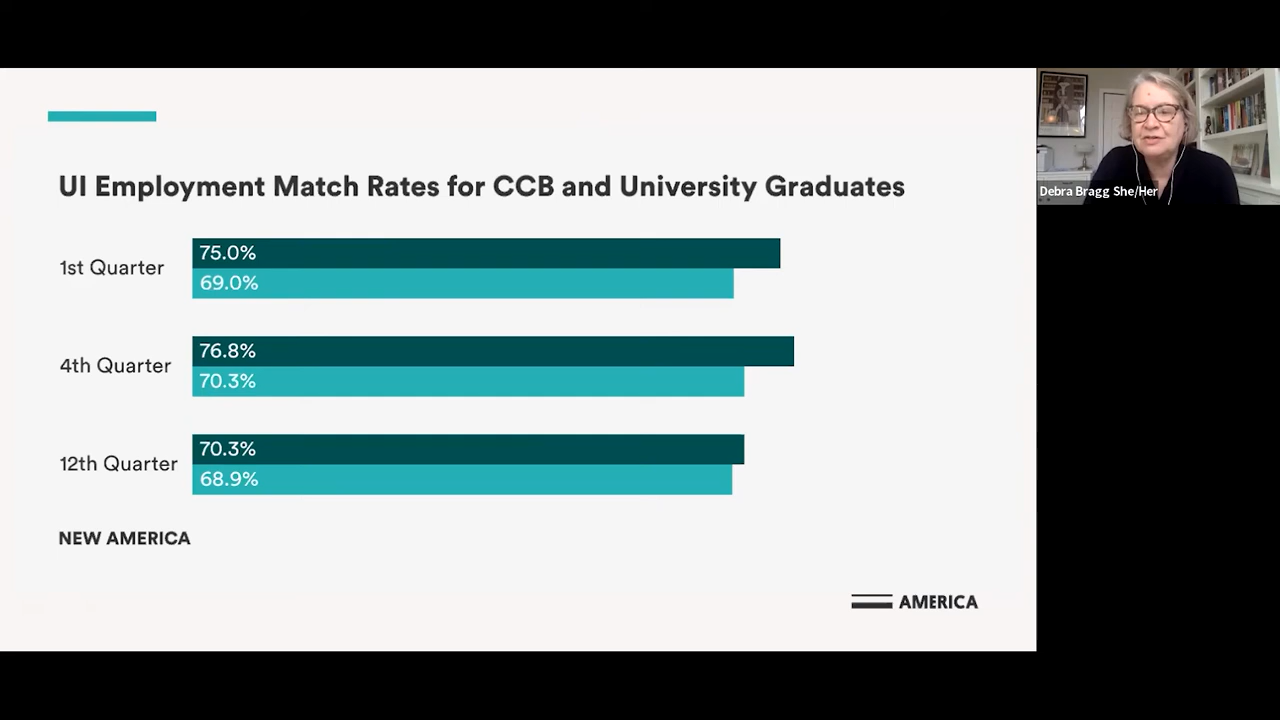 UI Employment Match Rates for CCB and University Graduates
1st Quarter
75.0%
69.0%
4th Quarter
76.8%
70.3%
12th Quarter
70.3%
68.9%
NEW AMERICA
AMERICA
Debra Bragg She/Her